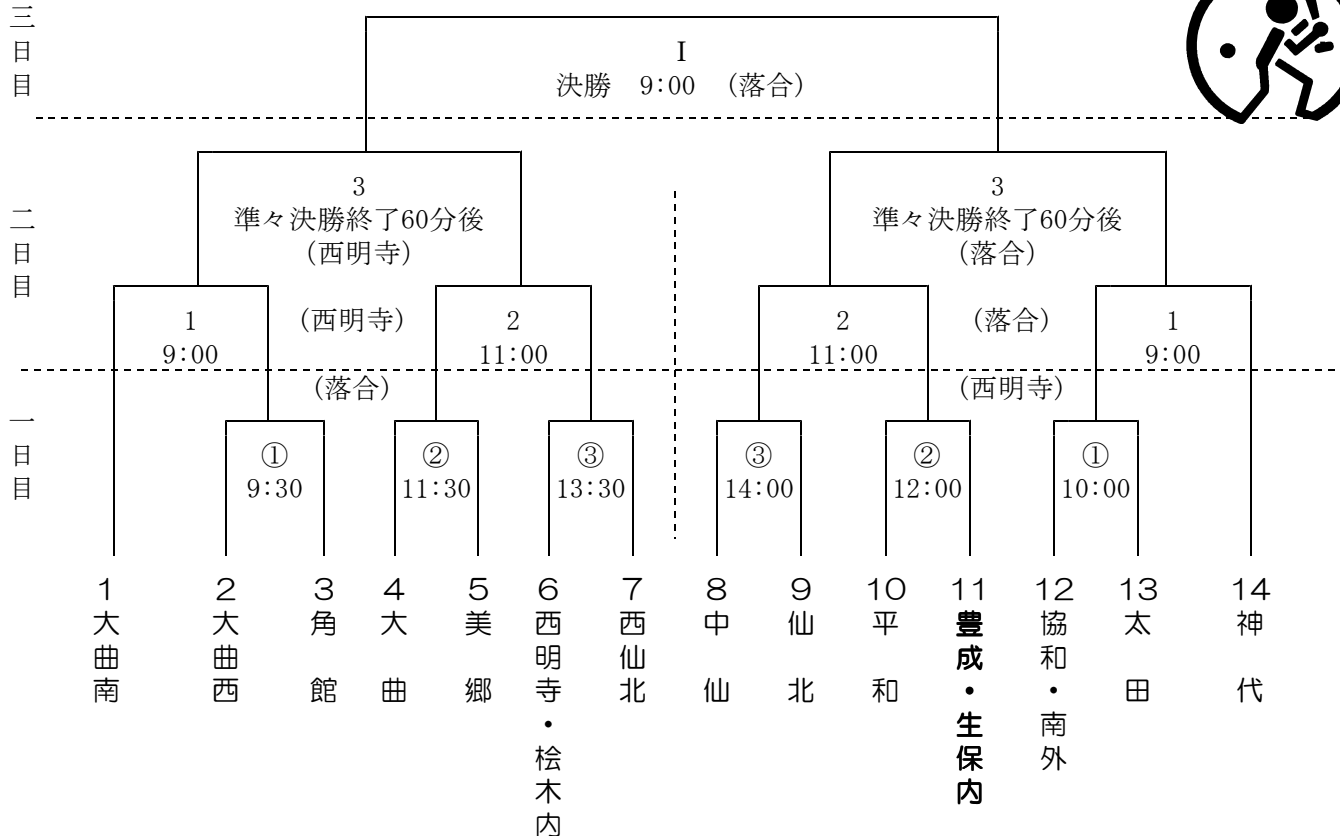 三日目
I
決勝 9:00 (落合)
二日目
3
準々決勝終了60分後
(西明寺)
3
準々決勝終了60分後
(落合)
1
9:00
(西明寺)
2
11:00
2
11:00
(落合)
1
9:00
(落合)
(西明寺)
一日目
①
9:30
②
11:30
③
13:30
③
14:00
②
12:00
①
10:00
1
大曲南
2
大曲西
3
角館
4
大曲
5
美郷
6
西明寺・桧木内
7
西仙北
8
中仙
9
仙北
10
平和
11
豊成・生保内
12
協和・南外
13
太田
14
神代